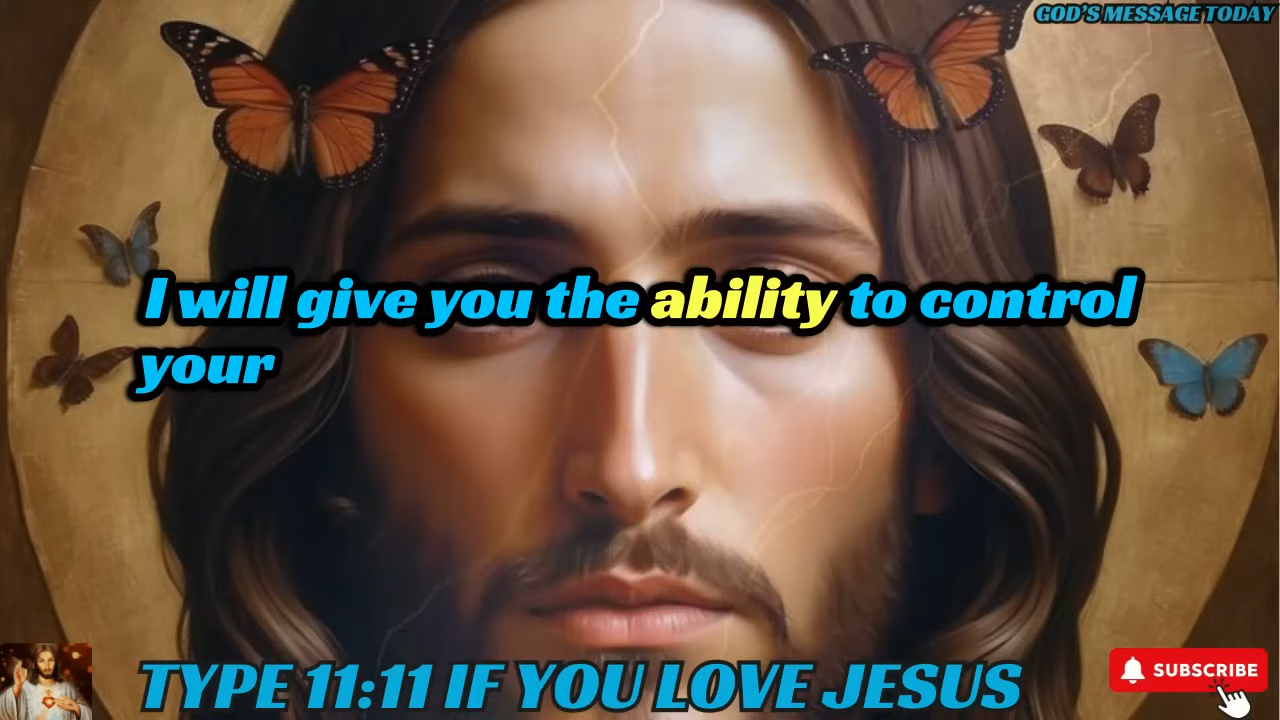 GOD'S MESSAGE TODAY
I will give you the ability to control
your
TYPE 11:11 IF YOU LOVE JESUS
SUBSCRIBE